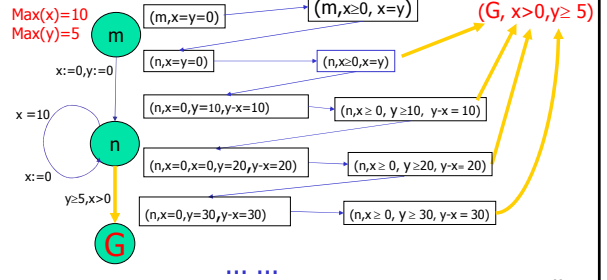 Max(x)=10
Max(y)=5
m
(m,x=y=0)
(m,x≥0, x=y)
(G, x>0,y≥ 5)
x:=0,y:=0
(n,x=y=0)
(n,x≥0,x=y)
x =10
(n,x=0,y=10,y-x=10)
(n,x ≥ 0, y ≥10, y-x = 10)
n
x:=0
(n,x=0,x=0,y=20,y-x=20)
(n,x ≥ 0, y ≥20, y-x= 20)
y≥5,x>0
(n,x=0,y=30,y-x=30)
(n,x ≥ 0, y ≥ 30, y-x = 30)
G
... ...